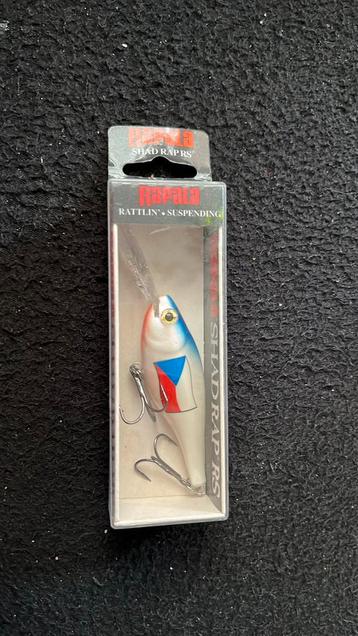 Rapala
SHAD RAP RS®
Rapala
RATTLIN' • SUSPENDING
SHAD RAP RS